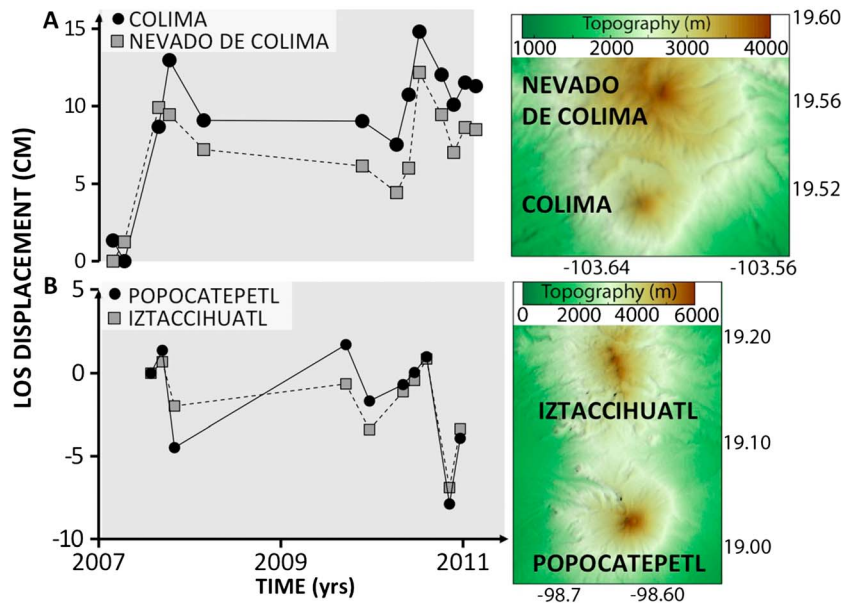 A
COLIMA
NEVADO DE COLIMA
15
10
5
0
Topography (m)
1000 2000 3000 4000
NEVADO
DE COLIMA
COLIMA
19.60
19.56
19.52
-103.64 -103.56
LOS DISPLACEMENT (CM)
B
POPOCATEPETL
IZTACCIHUATL
5
0
-5
-10
2007 2009 2011
TIME (yrs)
Topography (m)
0 2000 4000 6000
IZTACCIHUATL
POPOCATEPETL
19.20
19.10
19.00
-98.7 -98.60